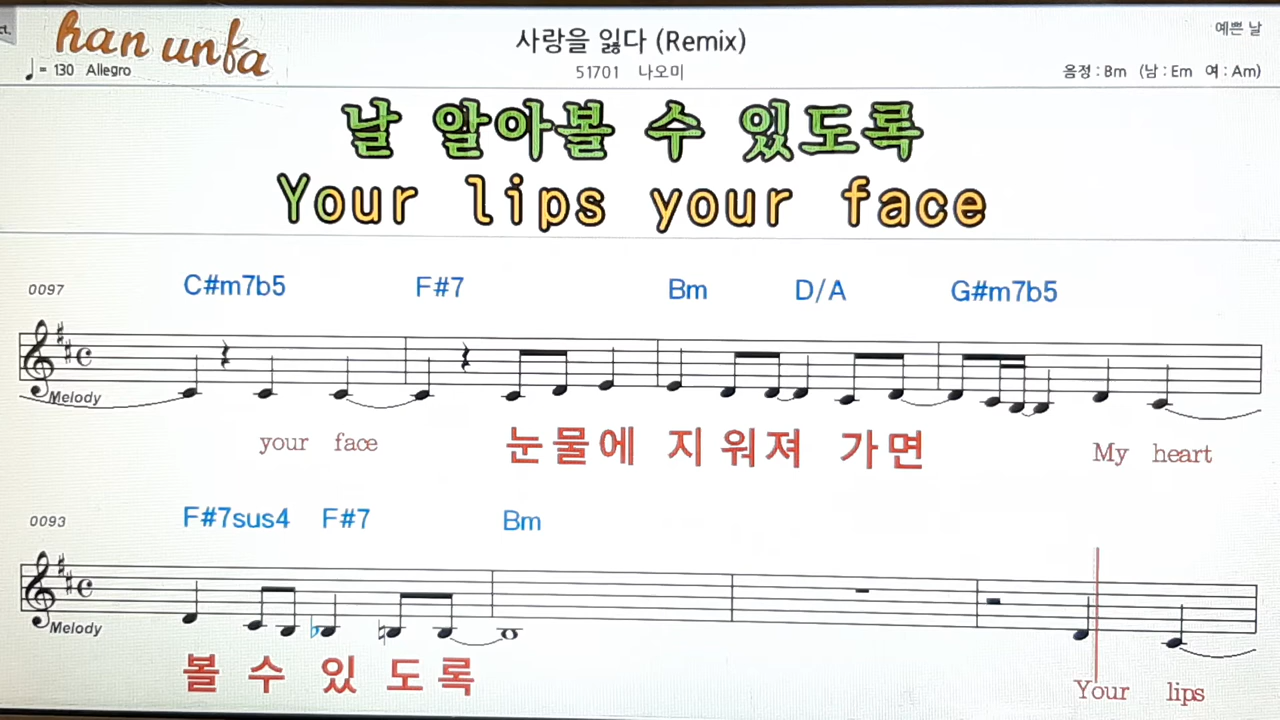 ct.
han unfa
사랑을 잃다 (Remix)
예쁜 날
♩= 130 Allegro
51701 나오미
음정 : Bm (남 : Em 여 : Am)
날 알아볼 수 있도록
Your lips your face
0097
C#m7b5 F#7 Bm D/A G#m7b5
Melody
your face 눈물에 지워져 가면 My heart
0093
F#7sus4 F#7 Bm
Melody
볼 수 있도록 Your lips